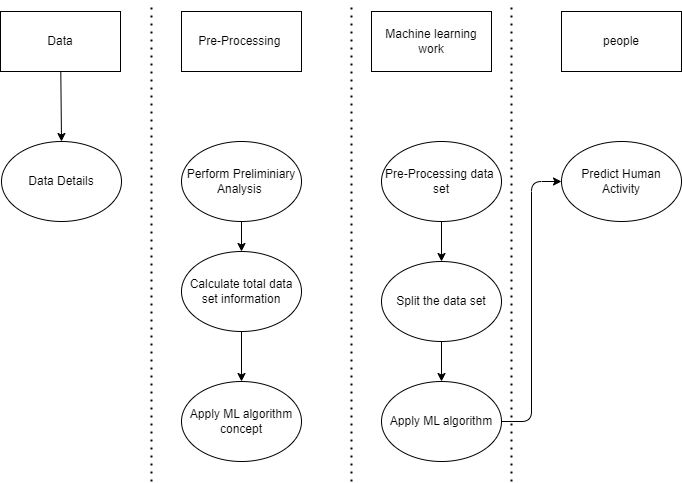 Data
Pre-Processing
Machine learning
work
people
Data Details
Perform Preliminiary
Analysis
Pre-Processing data
set
Predict Human
Activity
Calculate total data
set information
Split the data set
Apply ML algorithm
concept
Apply ML algorithm